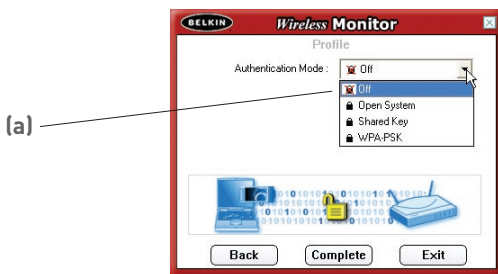 BELKIN Wireless Monitor
Profile
Authentication Mode : Off
(a)
Off
Open System
Shared Key
WPA-PSK
Back Complete Exit